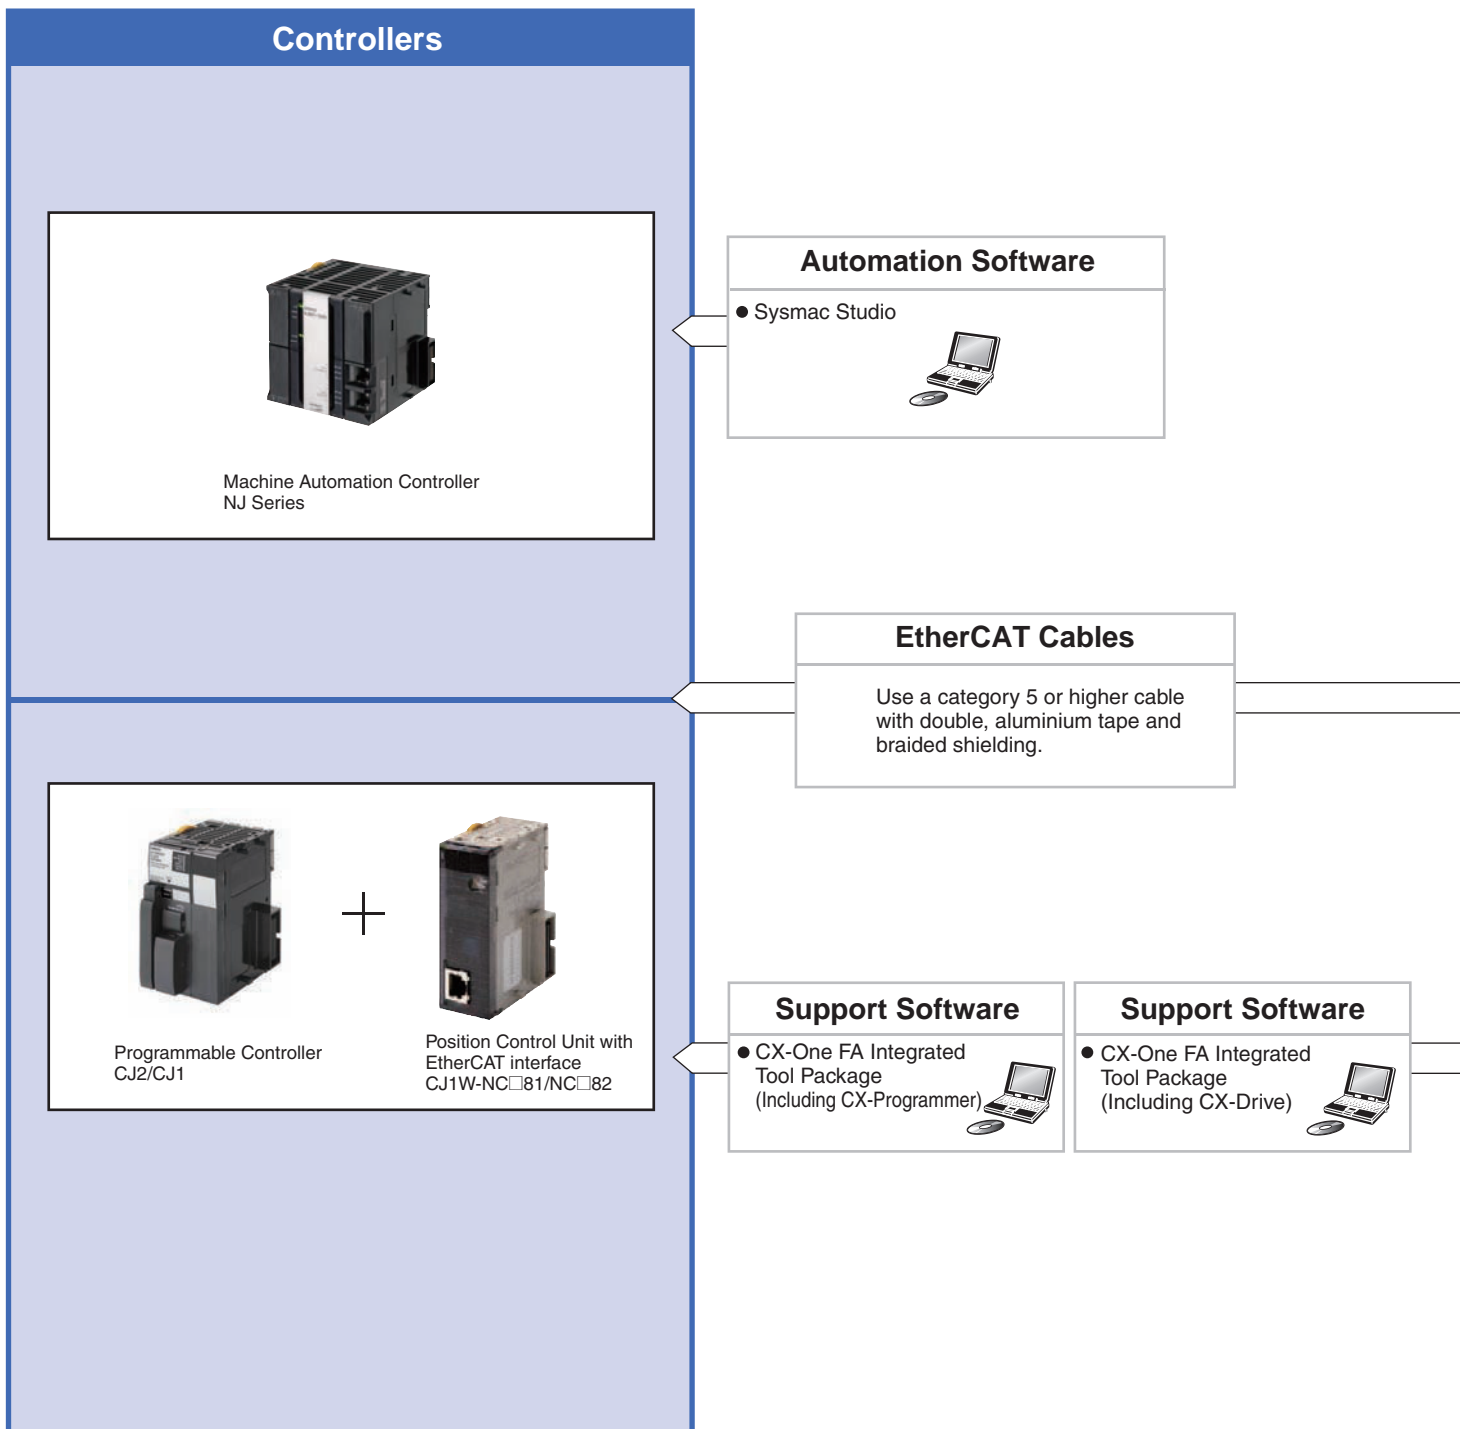 Controllers
Machine Automation Controller
NJ Series
Automation Software
● Sysmac Studio
EtherCAT Cables
Use a category 5 or higher cable
with double, aluminium tape and
braided shielding.
Programmable Controller
CJ2/CJ1
Position Control Unit with
EtherCAT interface
CJ1W-NC□81/NC□82
Support Software
● CX-One FA Integrated
Tool Package
(Including CX-Programmer)
Support Software
● CX-One FA Integrated
Tool Package
(Including CX-Drive)